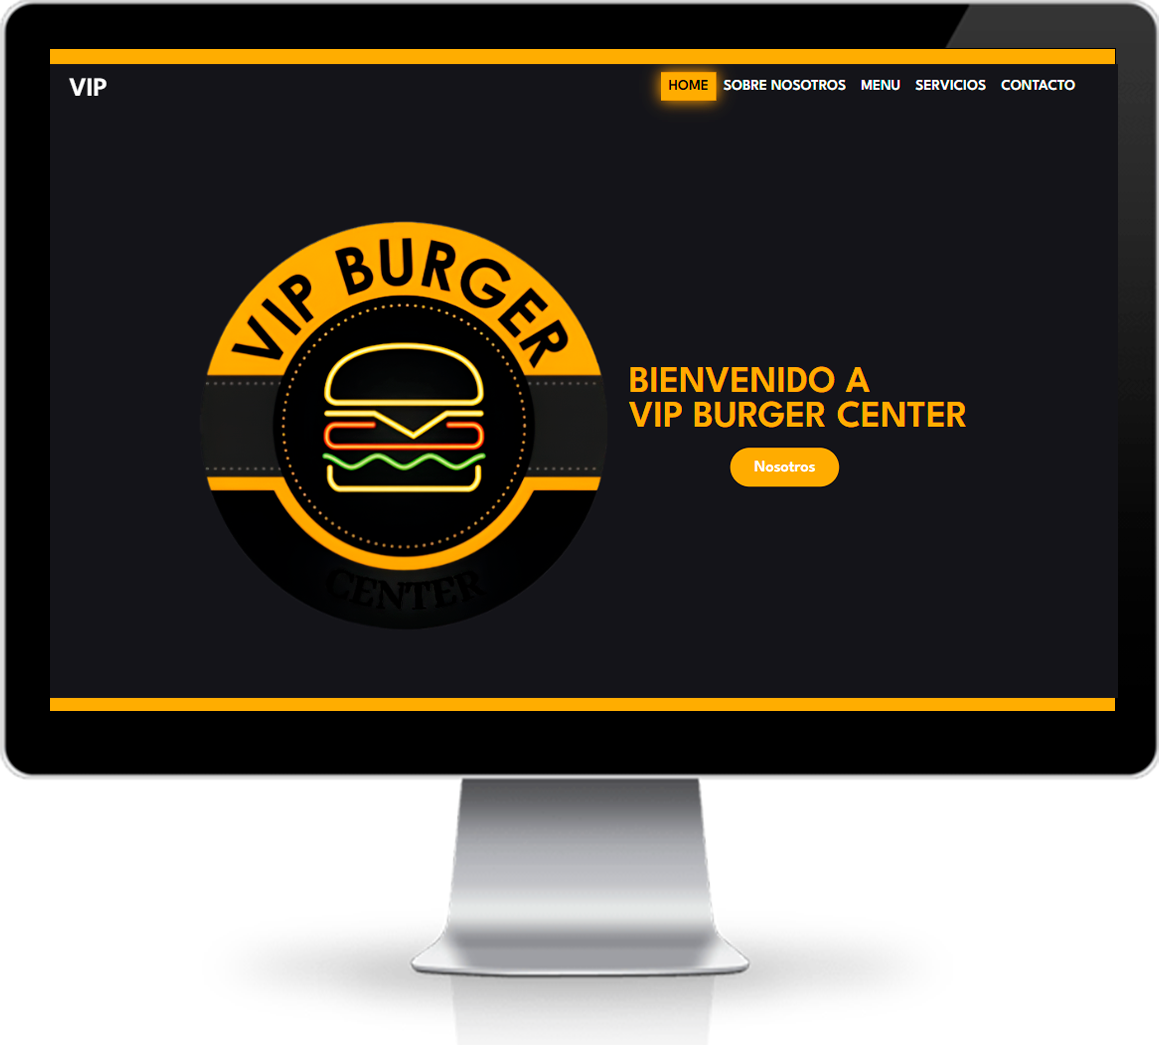 VIP
HOME SOBRE NOSOTROS MENU SERVICIOS CONTACTO
VIP BURGER
CENTER
BIENVENIDO A
VIP BURGER CENTER
Nosotros